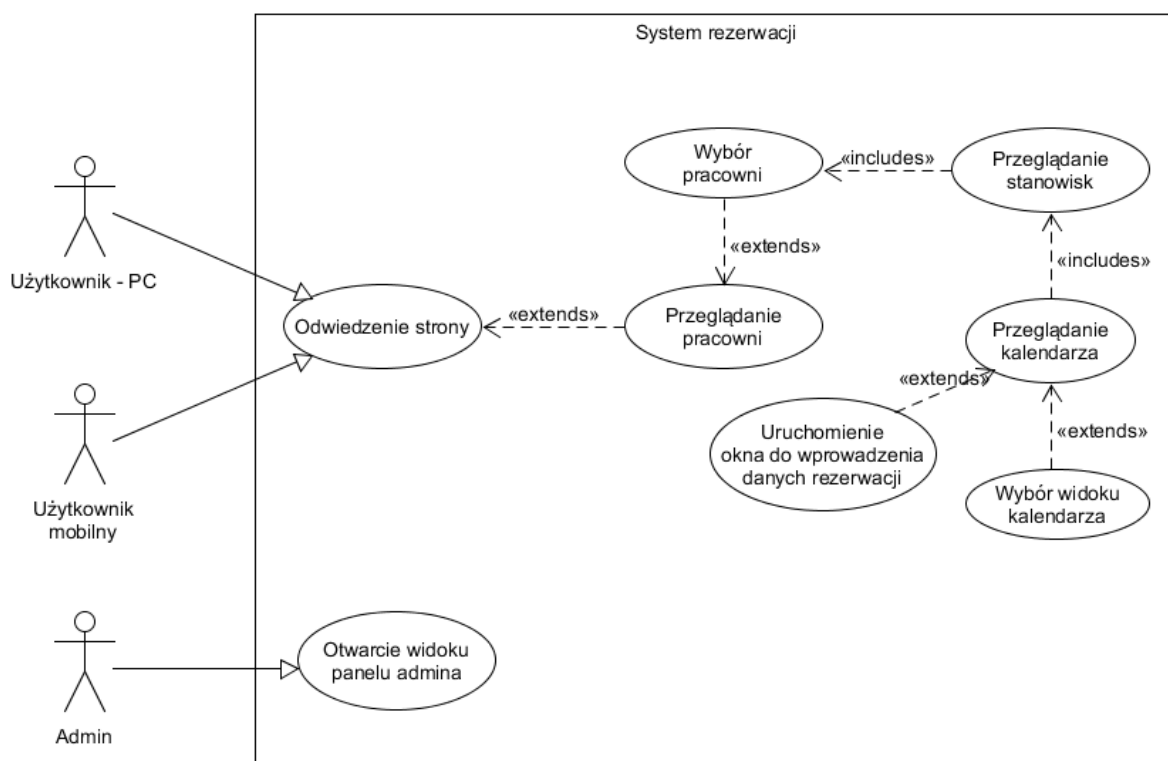 System rezerwacji
Użytkownik - PC
Użytkownik
mobilny
Admin
Odwiedzenie strony
«extends»
Wybór
pracowni
«includes»
Przeglądanie
stanowisk
«extends»
Przeglądanie
pracowni
«includes»
Przeglądanie
kalendarza
«extends»
Uruchomienie
okna do wprowadzenia
danych rezerwacji
«extends»
Wybór widoku
kalendarza
Otwarcie widoku
panelu admina